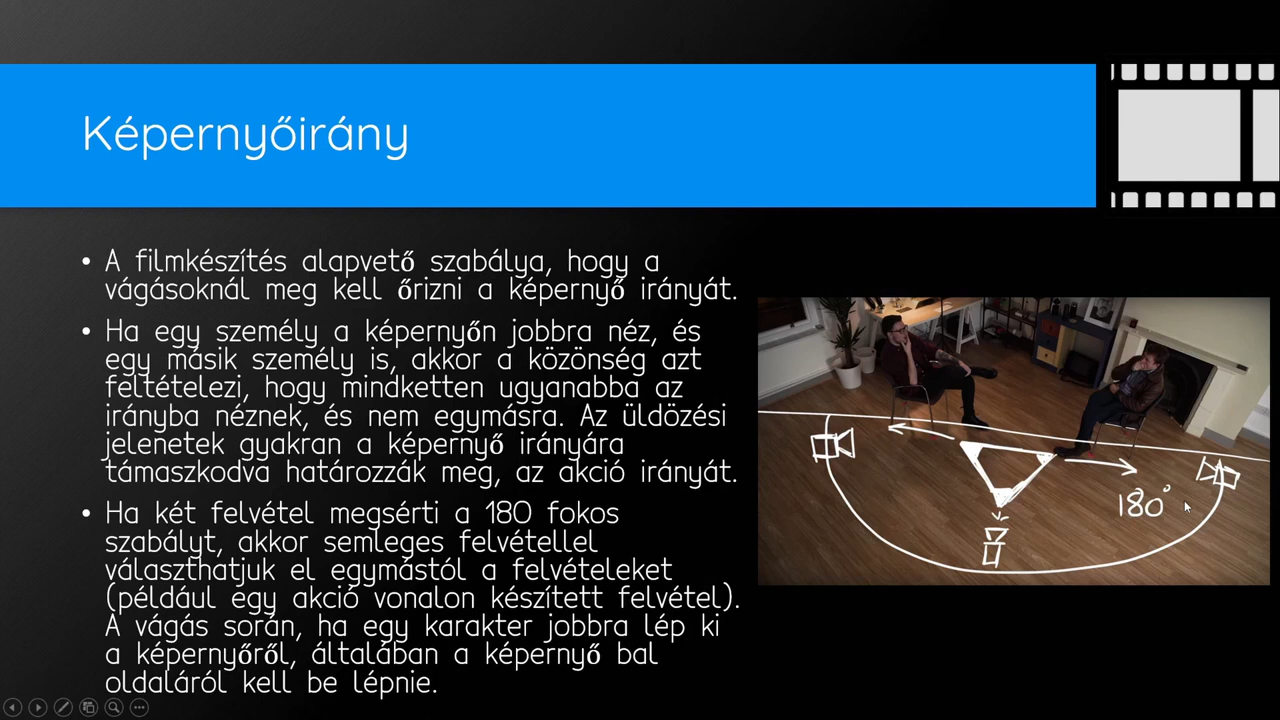 Képernyőirány
• A filmkészítés alapvető szabálya, hogy a
vágásoknál meg kell őrizni a képernyő irányát.
• Ha egy személy a képernyőn jobbra néz, és
egy másik személy is, akkor a közönség azt
feltételezi, hogy mindketten ugyanabba az
irányba néznek, és nem egymásra. Az üldözési
jelenetek gyakran a képernyő irányára
támaszkodva határozzák meg, az akció irányát.
• Ha két felvétel megsérti a 180 fokos
szabályt, akkor semleges felvétellel
választhatjuk el egymástól a felvételeket
(például egy akció vonalon készített felvétel).
A vágás során, ha egy karakter jobbra lép ki
a képernyőről, általában a képernyő bal
oldaláról kell be lépnie.
180°